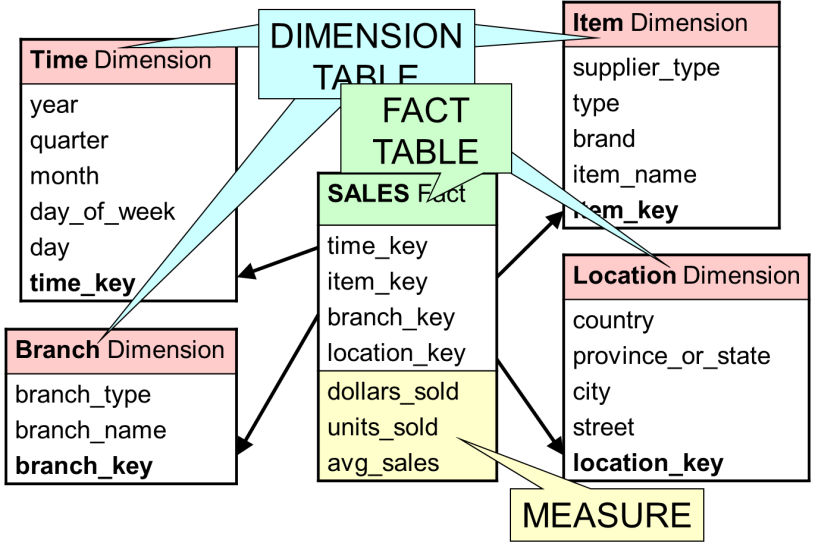 DIMENSION
TABLE
FACT
TABLE
Time Dimension
year
quarter
month
day_of_week
day
time_key
Branch Dimension
branch_type
branch_name
branch_key
SALES Fact
time_key
item_key
branch_key
location_key
dollars_sold
units_sold
avg_sales
Item Dimension
supplier_type
type
brand
item_name
item_key
Location Dimension
country
province_or_state
city
street
location_key
MEASURE